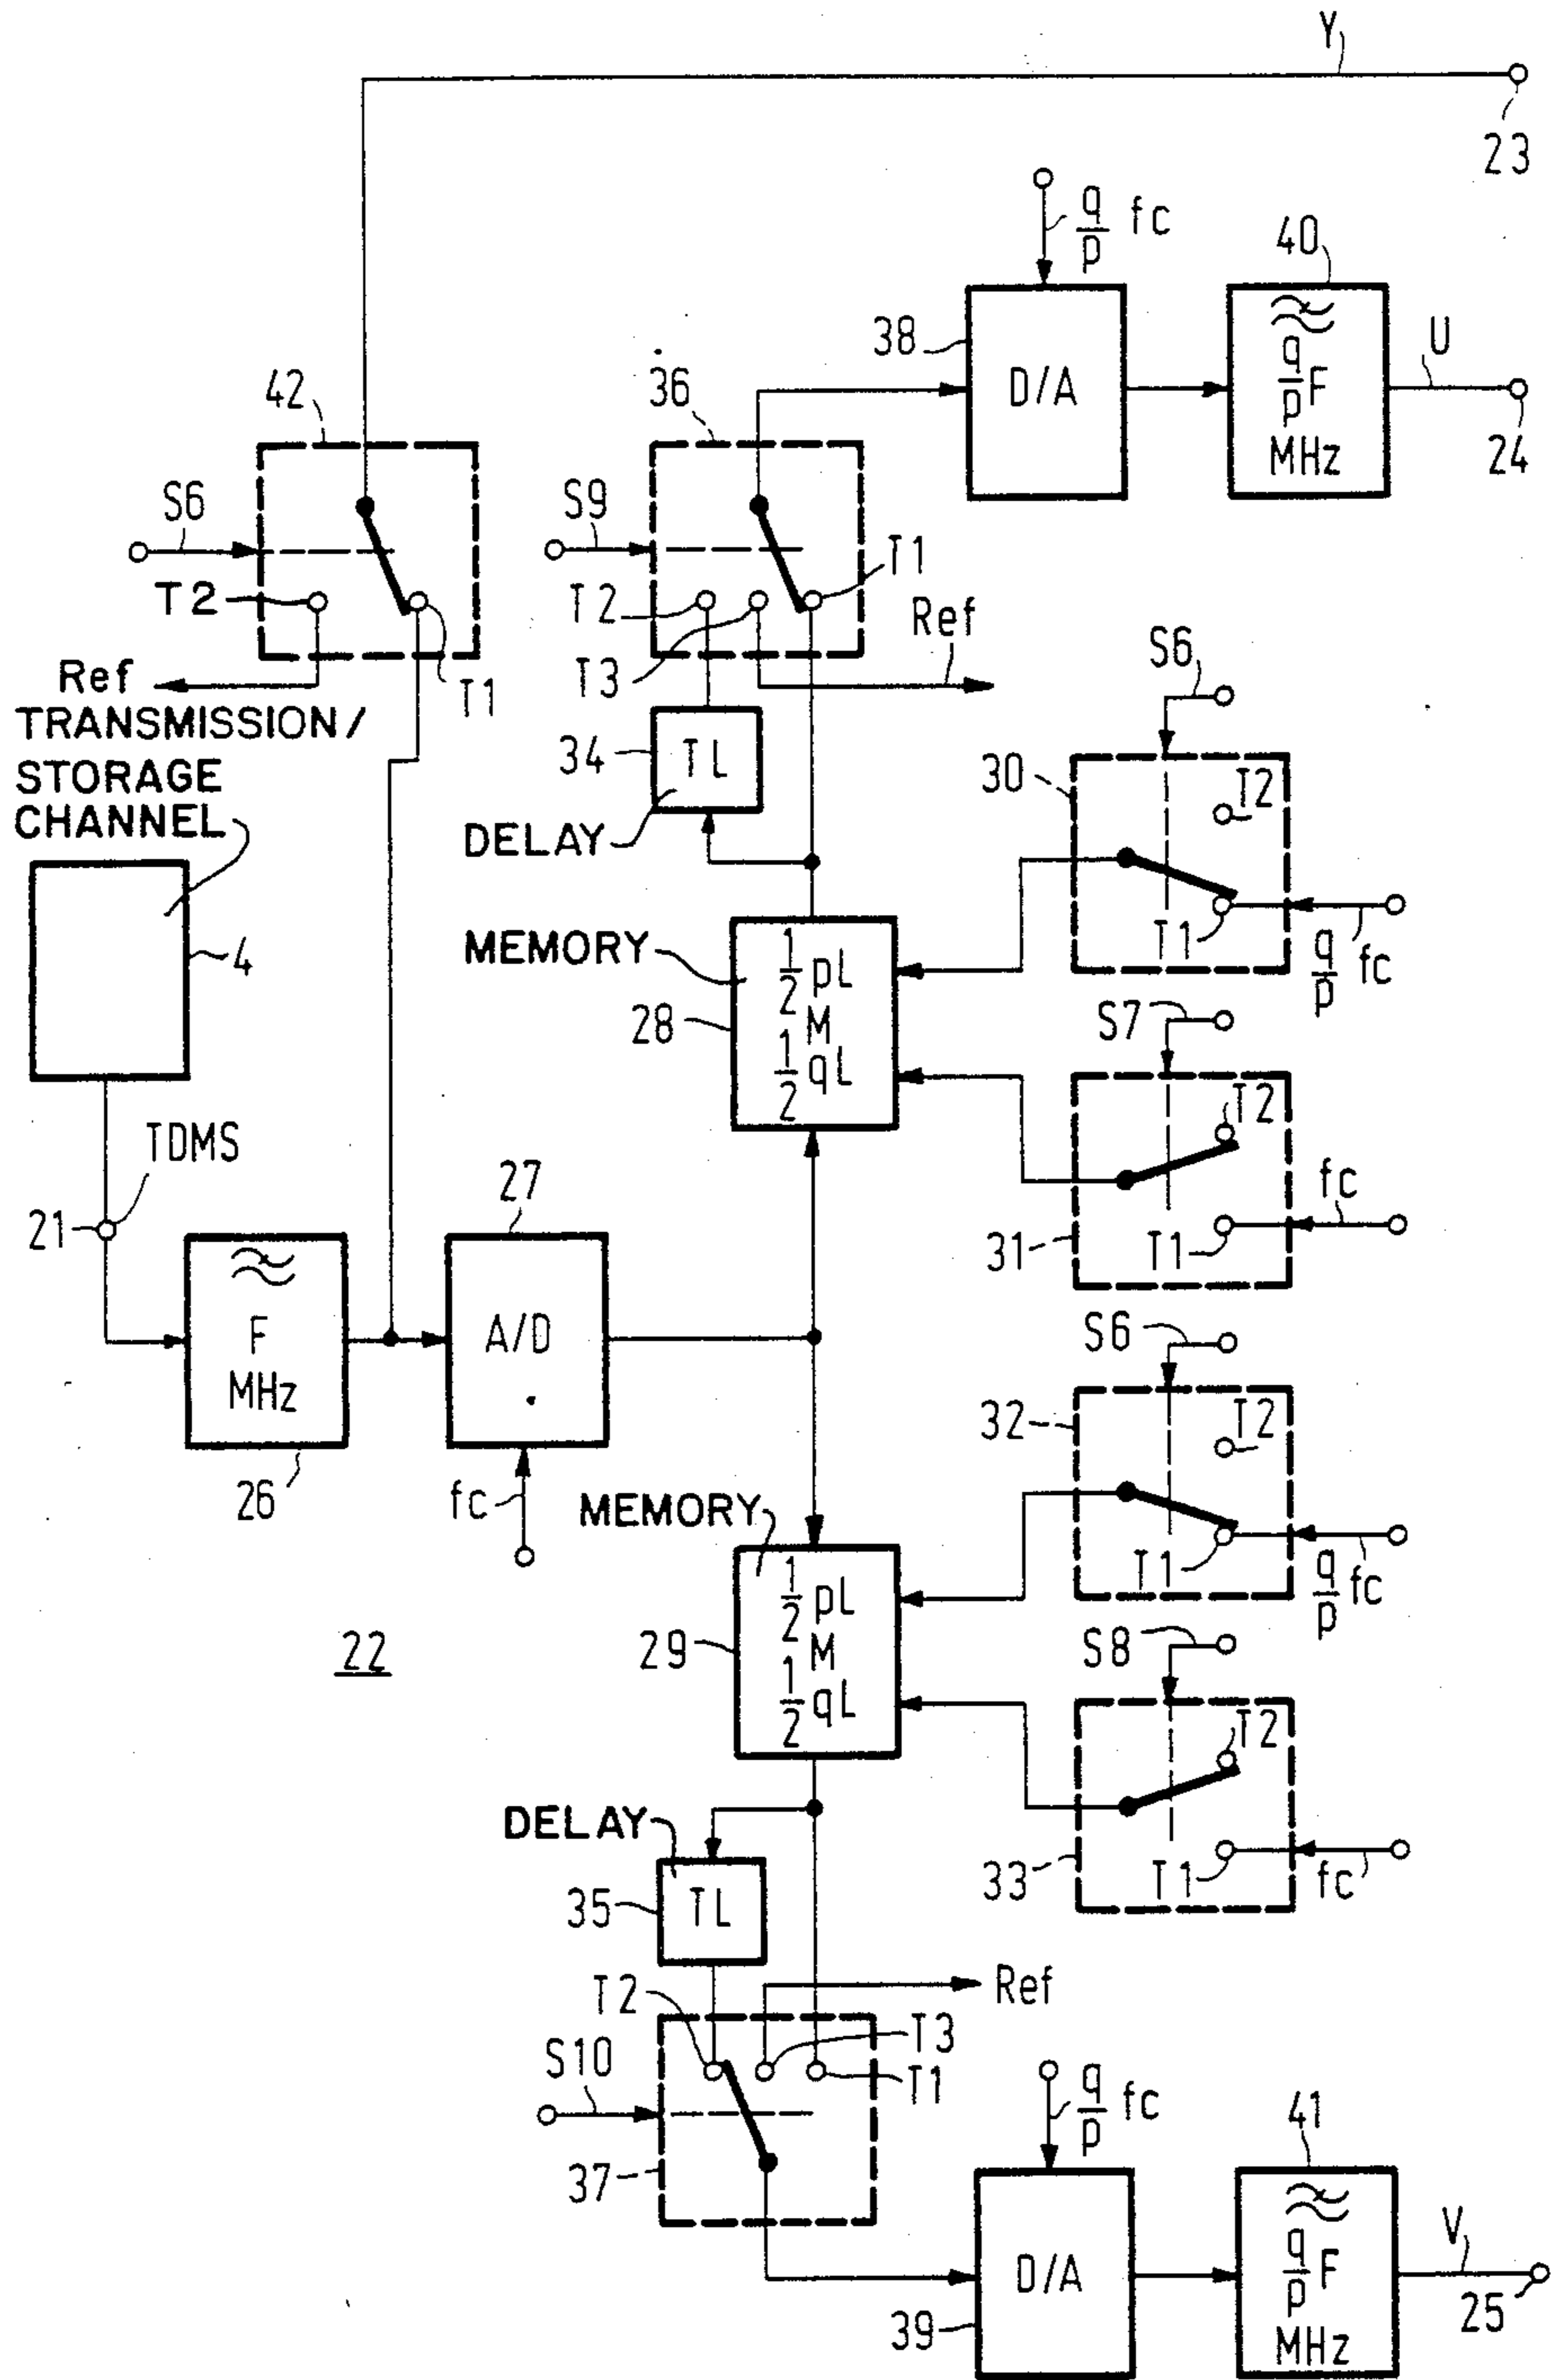 Y
23
q/p fc
40
38
D/A
q/p F
MHz
U
24
42
36
S6
S9
T2
T1
T2
T3
T1
Ref
Ref
TRANSMISSION/
STORAGE
CHANNEL
34
TL
DELAY
S6
30
T2
T1
q/p fc
4
MEMORY
28
1/2 pL
M
1/2 qL
S7
T2
31
T1
fc
TDMS
21
27
F
MHz
26
A/D
fc
S6
32
T2
T1
q/p fc
MEMORY
29
1/2 pL
M
1/2 qL
22
S8
T2
33
T1
fc
DELAY
35
TL
T2
Ref
T3
T1
S10
37
q/p fc
41
39
D/A
q/p F
MHz
V
25